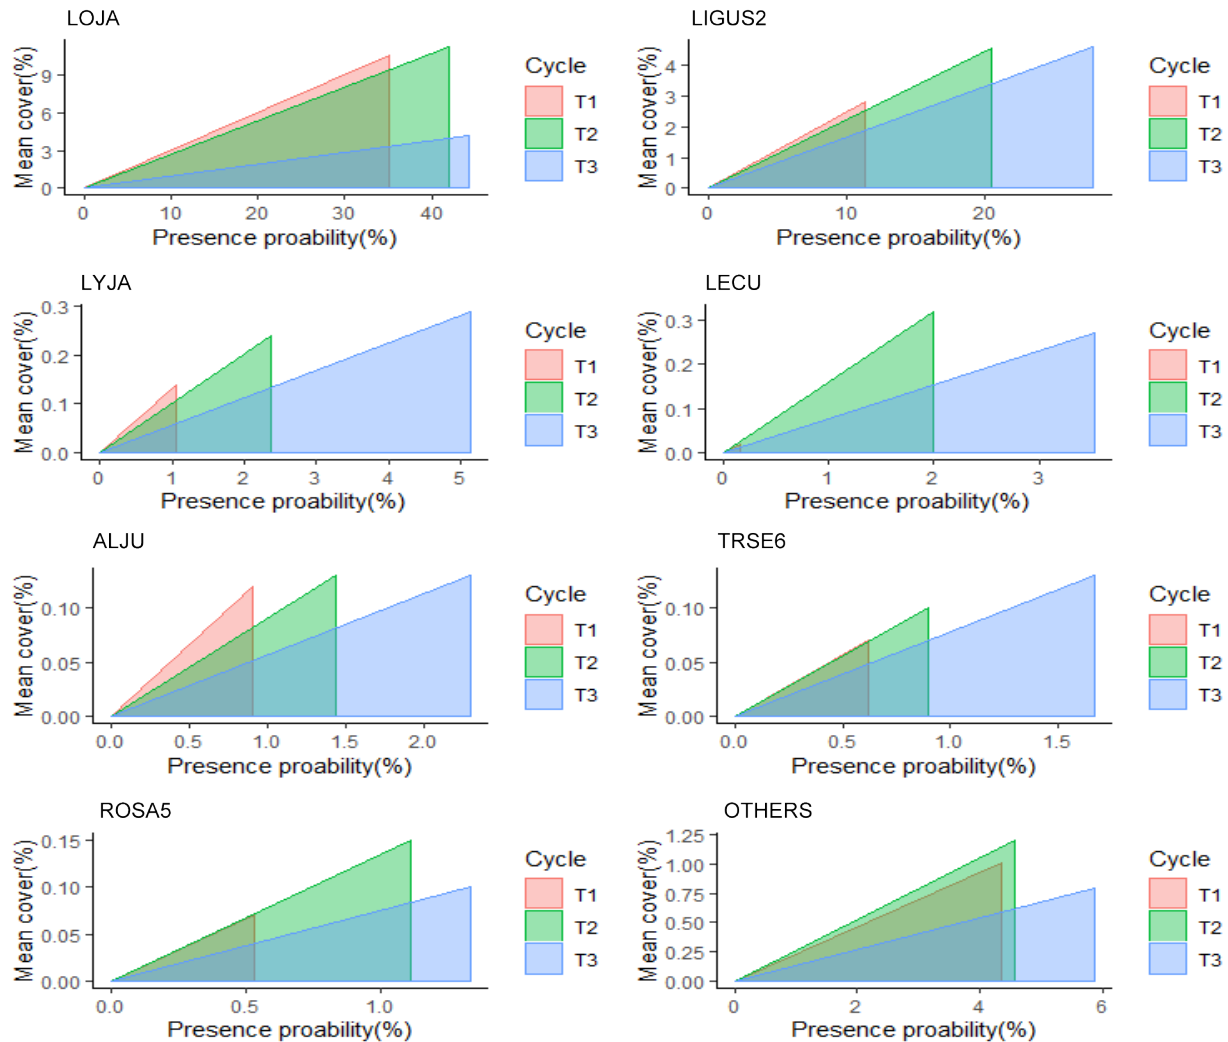 LOJA
Mean cover(%)
9
6
3
0
0 10 20 30 40
Presence proability(%)
Cycle
T1
T2
T3
LIGUS2
Mean cover(%)
4
3
2
1
0
0 10 20
Presence proability(%)
Cycle
T1
T2
T3
LYJA
Mean cover(%)
0.3
0.2
0.1
0.0
0 1 2 3 4 5
Presence proability(%)
Cycle
T1
T2
T3
LECU
Mean cover(%)
0.3
0.2
0.1
0.0
0 1 2 3
Presence proability(%)
Cycle
T1
T2
T3
ALJU
Mean cover(%)
0.10
0.05
0.00
0.0 0.5 1.0 1.5 2.0
Presence proability(%)
Cycle
T1
T2
T3
TRSE6
Mean cover(%)
0.10
0.05
0.00
0.0 0.5 1.0 1.5
Presence proability(%)
Cycle
T1
T2
T3
ROSA5
Mean cover(%)
0.15
0.10
0.05
0.00
0.0 0.5 1.0
Presence proability(%)
Cycle
T1
T2
T3
OTHERS
Mean cover(%)
1.25
1.00
0.75
0.50
0.25
0.00
0 2 4 6
Presence proability(%)
Cycle
T1
T2
T3